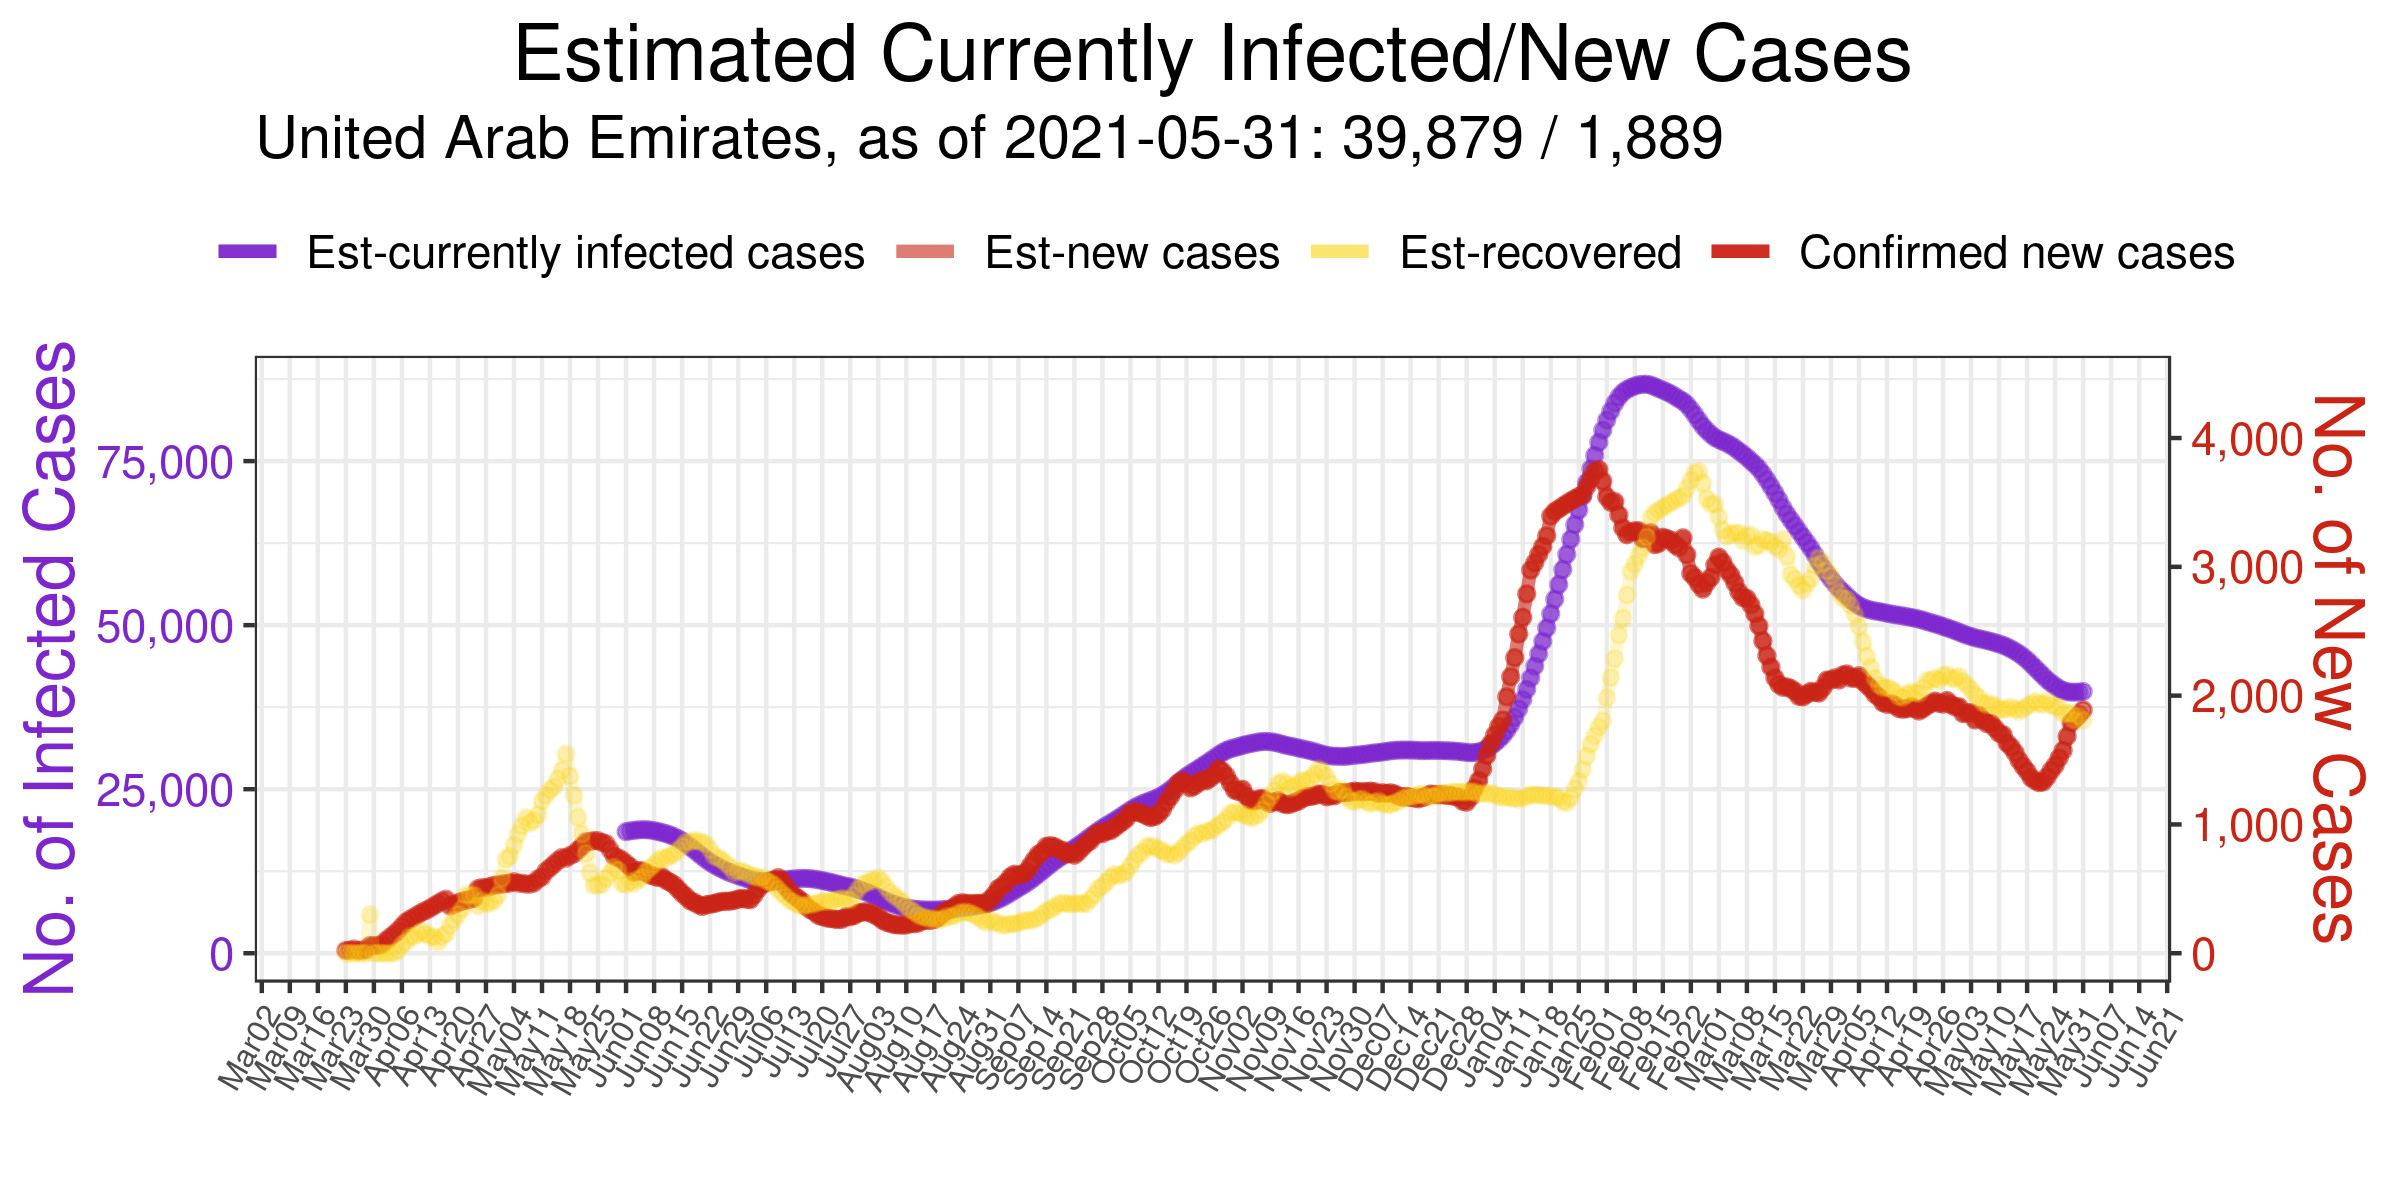 Estimated Currently Infected/New Cases
United Arab Emirates, as of 2021-05-31: 39,879 / 1,889
Est-currently infected cases Est-new cases Est-recovered Confirmed new cases
No. of Infected Cases
75,000
50,000
25,000
0
4,000
3,000
2,000
1,000
0
No. of New Cases
Mar02 Mar09 Mar16 Mar23 Mar30 Apr06 Apr13 Apr20 Apr27 May04 May11 May18 May25 Jun01 Jun08 Jun15 Jun22 Jun29 Jul06 Jul13 Jul20 Jul27 Aug03 Aug10 Aug17 Aug24 Aug31 Sep07 Sep14 Sep21 Sep28 Oct05 Oct12 Oct19 Oct26 Nov02 Nov09 Nov16 Nov23 Nov30 Dec07 Dec14 Dec21 Dec28 Jan04 Jan11 Jan18 Jan25 Feb01 Feb08 Feb15 Feb22 Mar01 Mar08 Mar15 Mar22 Mar29 Apr05 Apr12 Apr19 Apr26 May03 May10 May17 May24 May31 Jun07 Jun14 Jun21